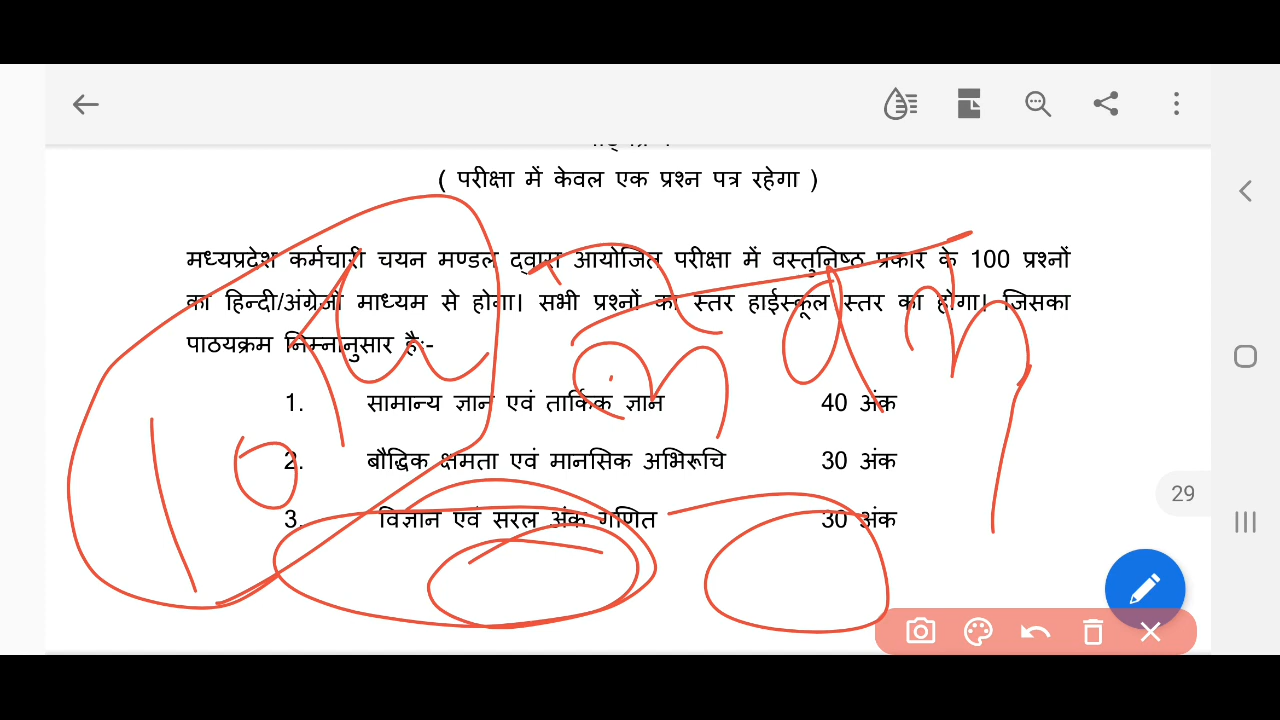 ( परीक्षा में केवल एक प्रश्न पत्र रहेगा )
मध्यप्रदेश कर्मचारी चयन मण्डल द्वारा आयोजित परीक्षा में वस्तुनिष्ठ प्रकार के 100 प्रश्नों
का हिन्दी/अंग्रेजी माध्यम से होगा। सभी प्रश्नों का स्तर हाईस्कूल स्तर का होगा। जिसका
पाठयक्रम निम्नानुसार है:-
1. सामान्य ज्ञान एवं तार्किक ज्ञान 40 अंक
2. बौद्धिक क्षमता एवं मानसिक अभिरूचि 30 अंक
3. विज्ञान एवं सरल अंक गणित 30 अंक
29
10th